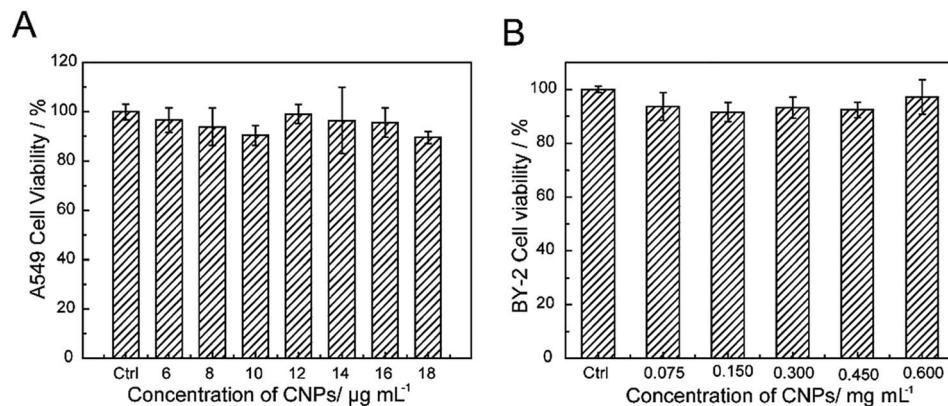 A
A549 Cell Viability / %
120
100
80
60
40
20
0
Ctrl 6 8 10 12 14 16 18
Concentration of CNPs/ µg mL⁻¹
B
BY-2 Cell viability / %
100
80
60
40
20
0
Ctrl 0.075 0.150 0.300 0.450 0.600
Concentration of CNPs/ mg mL⁻¹